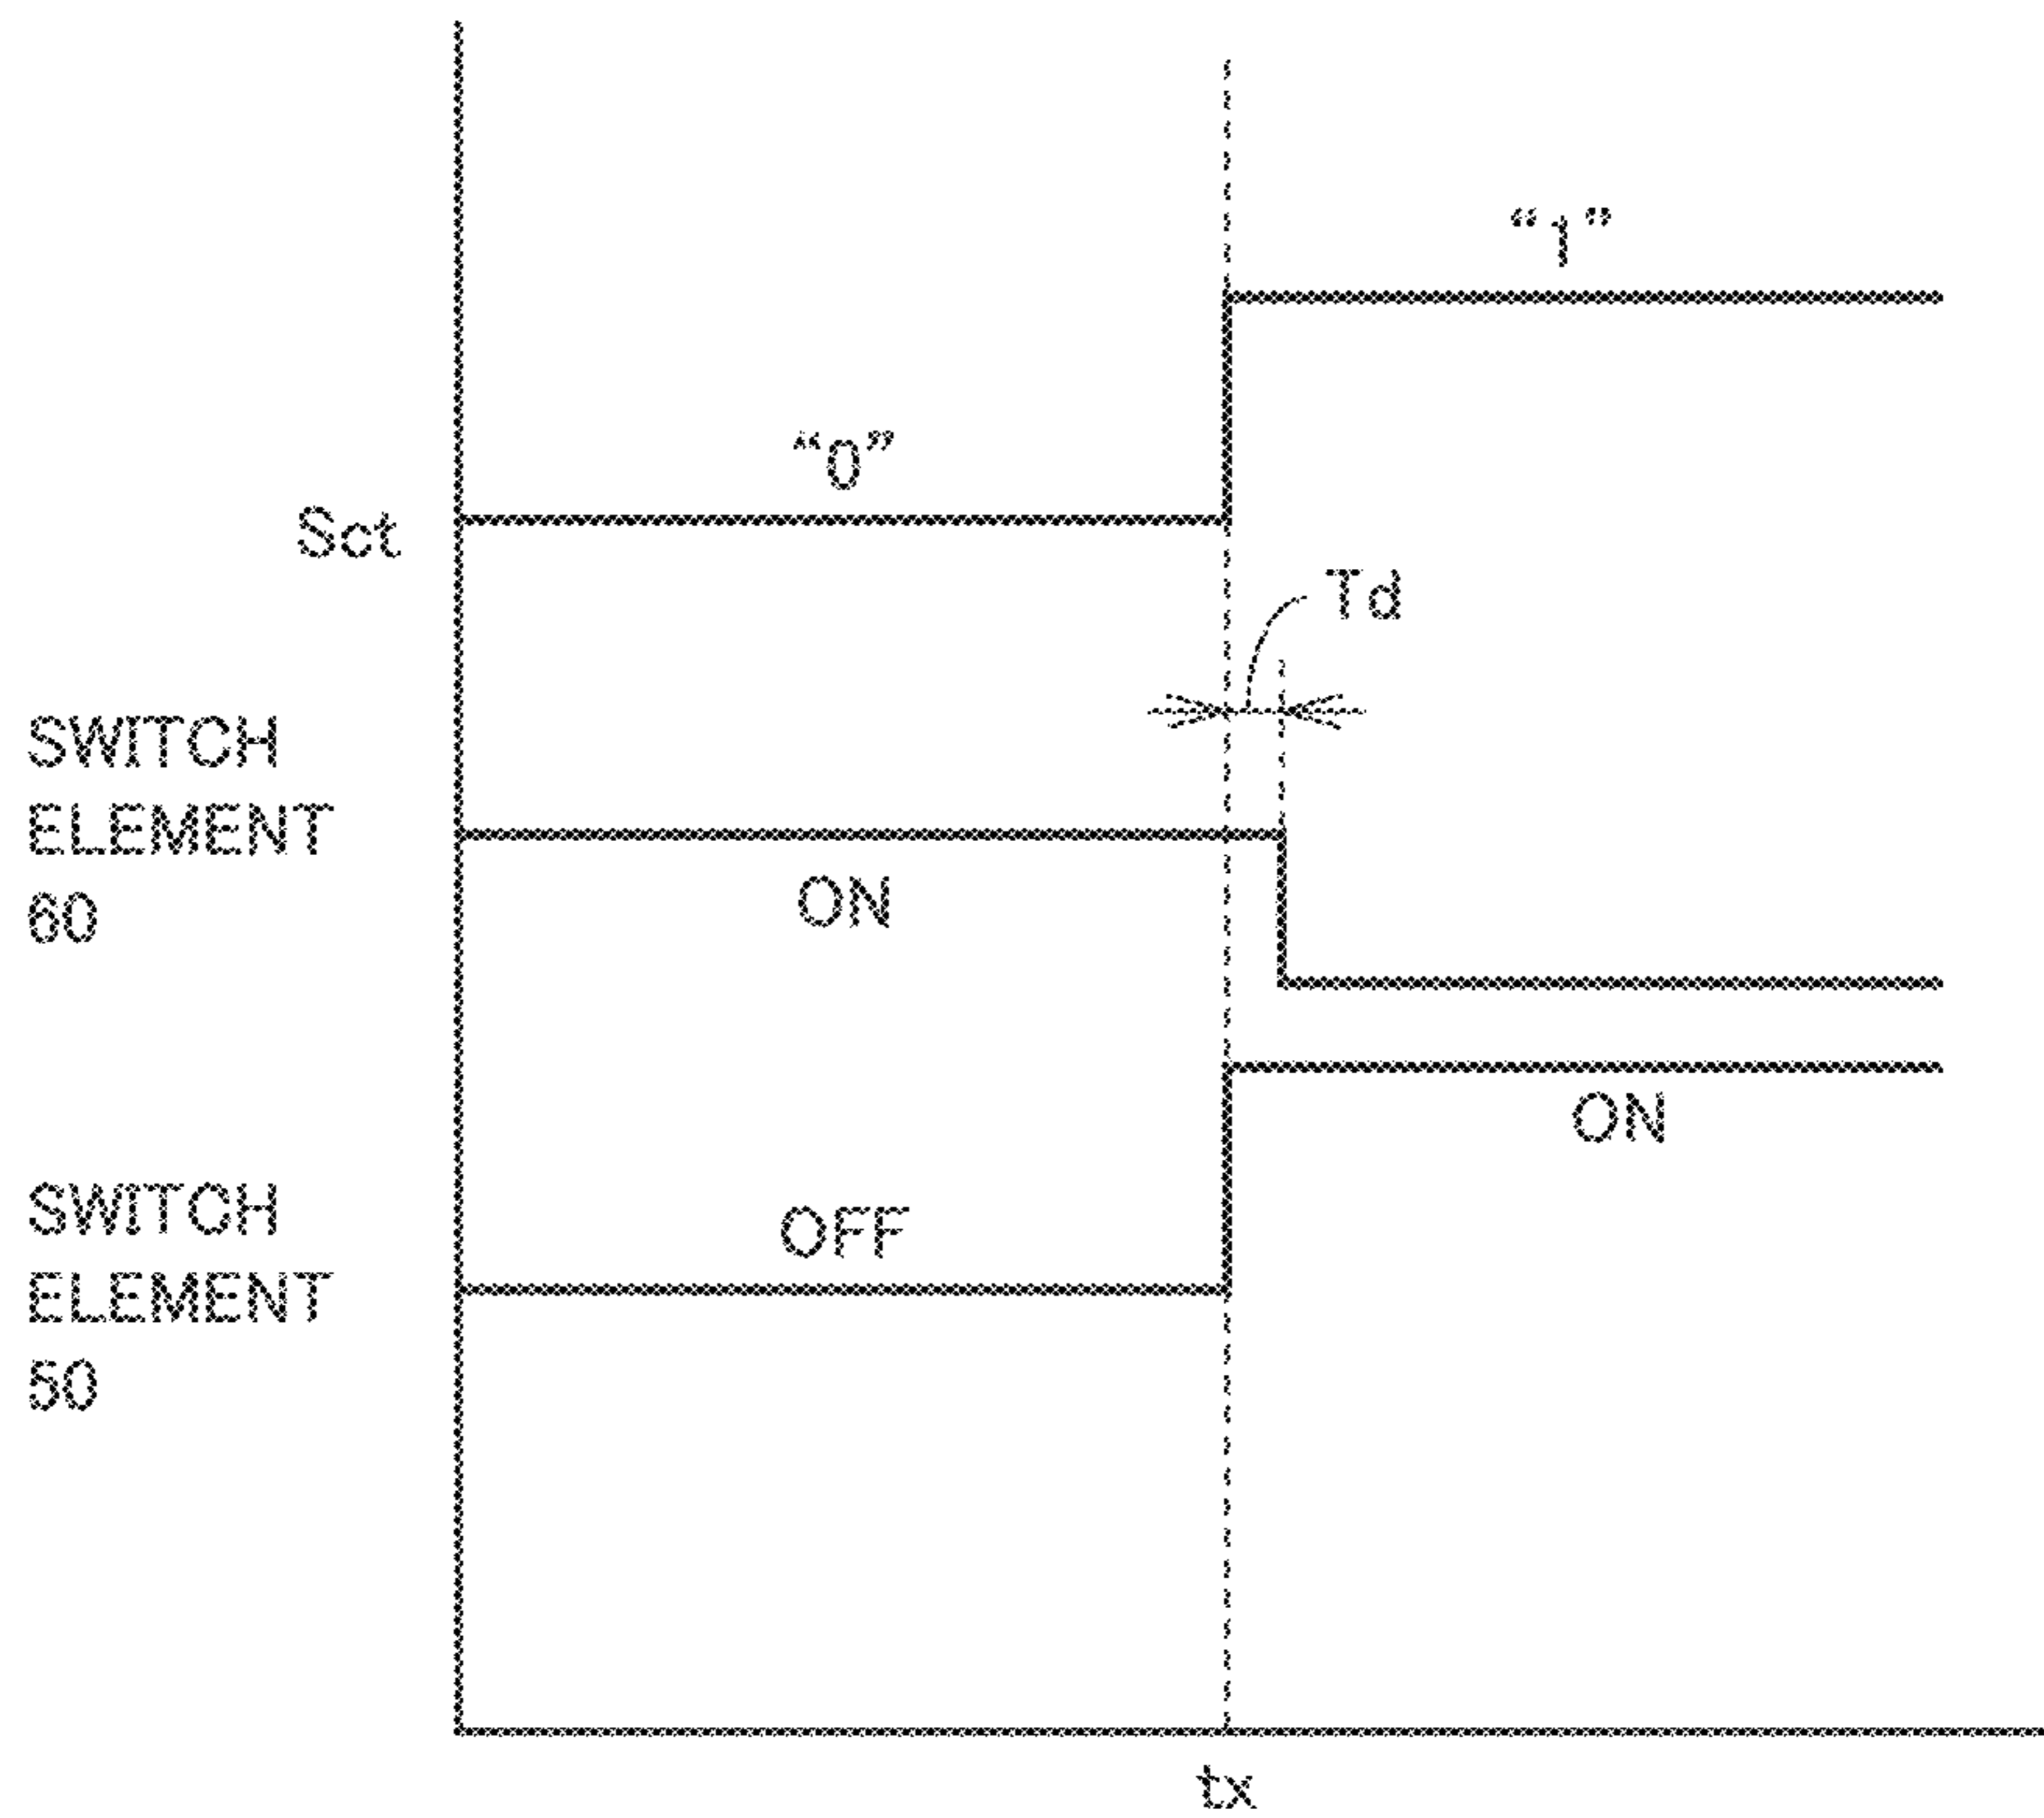 “1”
“0”
Sct
Td
SWITCH
ELEMENT
60
ON
ON
SWITCH
ELEMENT
50
OFF
tx